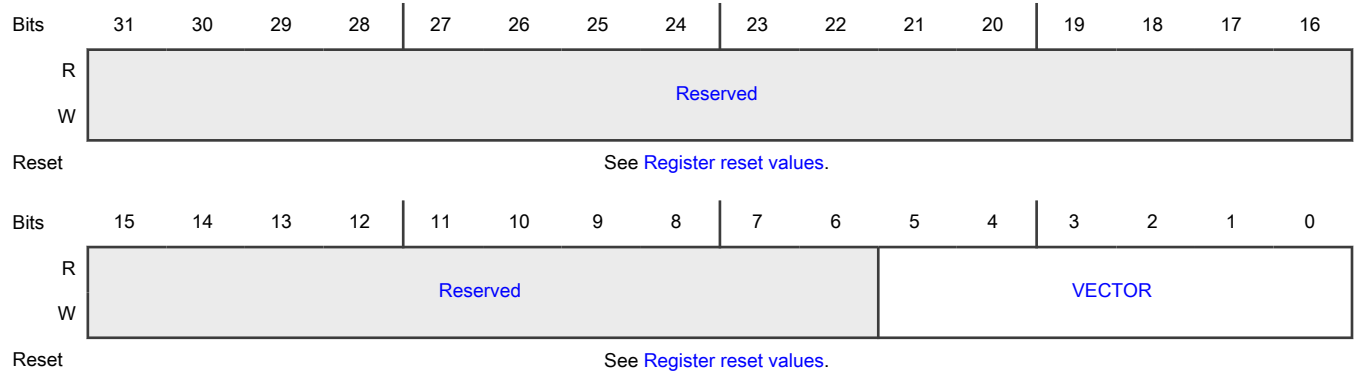 Bits 31 30 29 28 27 26 25 24 23 22 21 20 19 18 17 16
R
Reserved
W
Reset See Register reset values.
Bits 15 14 13 12 11 10 9 8 7 6 5 4 3 2 1 0
R
Reserved VECTOR
W
Reset See Register reset values.